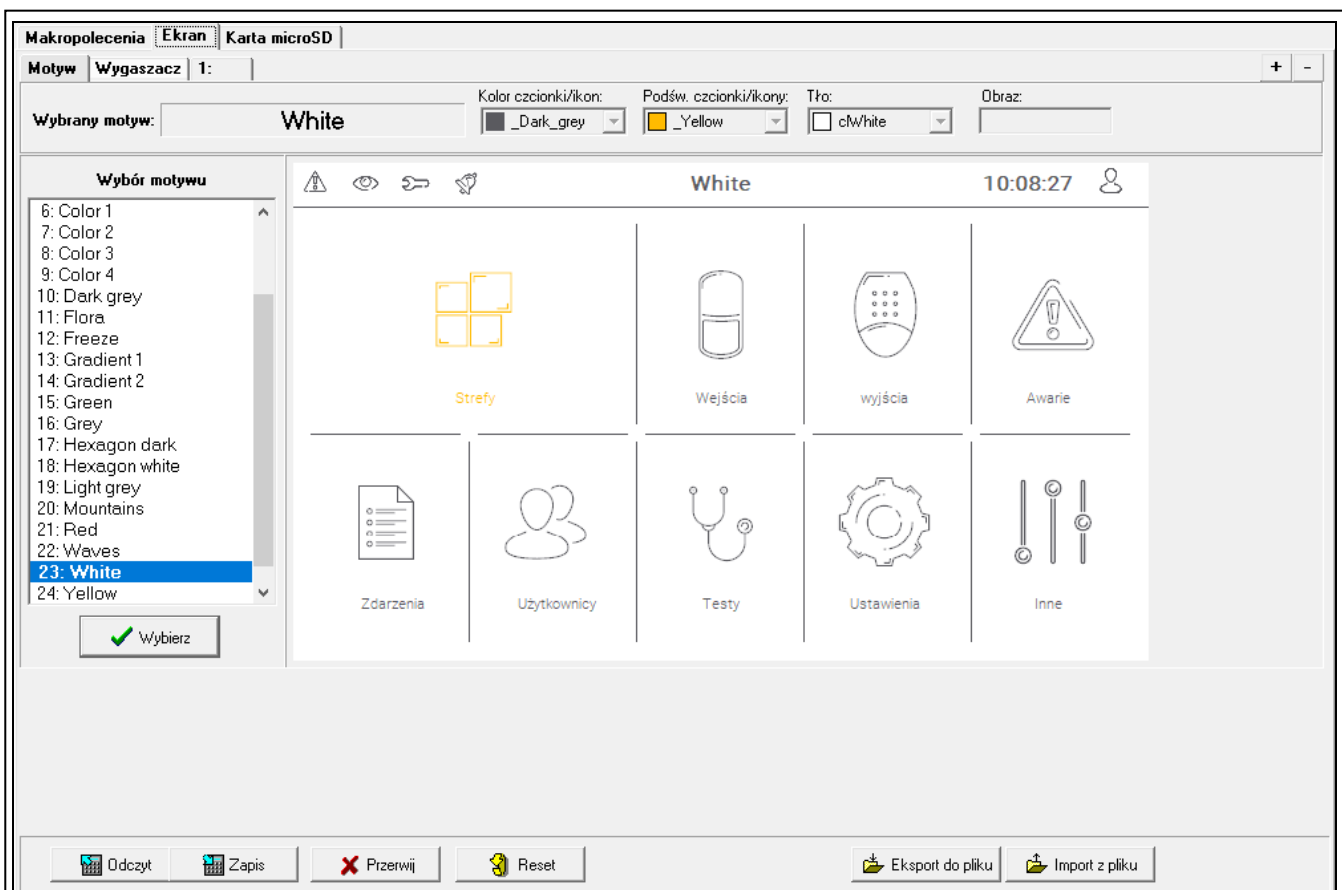 Makropolecenia Ekran Karta microSD
Motyw Wygaszacz 1: + -
Kolor czcionki/ikon: Podśw. czcionki/ikony: Tło: Obraz:
Wybrany motyw: White _Dark_grey _Yellow clWhite
Wybór motywu
6: Color 1
7: Color 2
8: Color 3
9: Color 4
10: Dark grey
11: Flora
12: Freeze
13: Gradient 1
14: Gradient 2
15: Green
16: Grey
17: Hexagon dark
18: Hexagon white
19: Light grey
20: Mountains
21: Red
22: Waves
23: White
24: Yellow
Wybierz
White 10:08:27
Strefy Wejścia wyjścia Awarie
Zdarzenia Użytkownicy Testy Ustawienia Inne
Odczyt Zapis Przerwij Reset Eksport do pliku Import z pliku